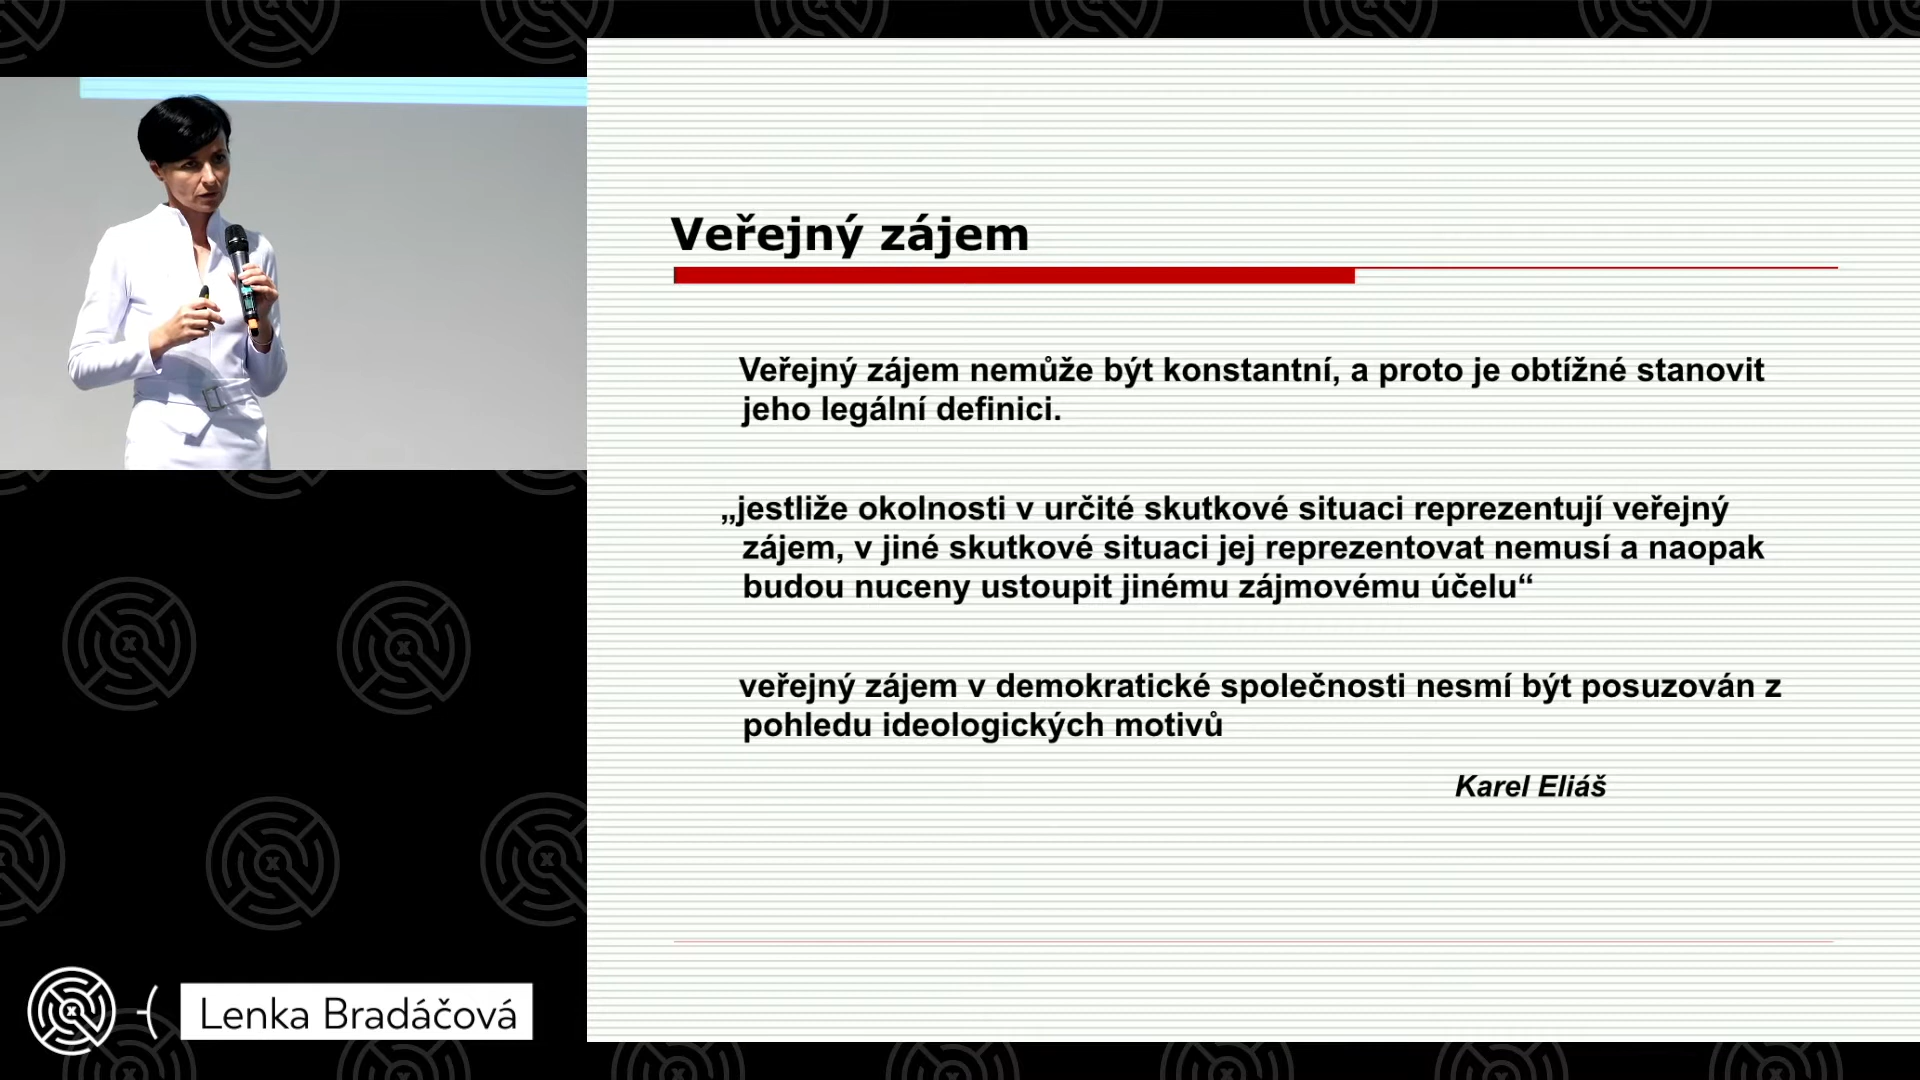 Veřejný zájem
Veřejný zájem nemůže být konstantní, a proto je obtížné stanovit
jeho legální definici.
„jestliže okolnosti v určité skutkové situaci reprezentují veřejný
zájem, v jiné skutkové situaci jej reprezentovat nemusí a naopak
budou nuceny ustoupit jinému zájmovému účelu“
veřejný zájem v demokratické společnosti nesmí být posuzován z
pohledu ideologických motivů
Karel Eliáš
Lenka Bradáčová